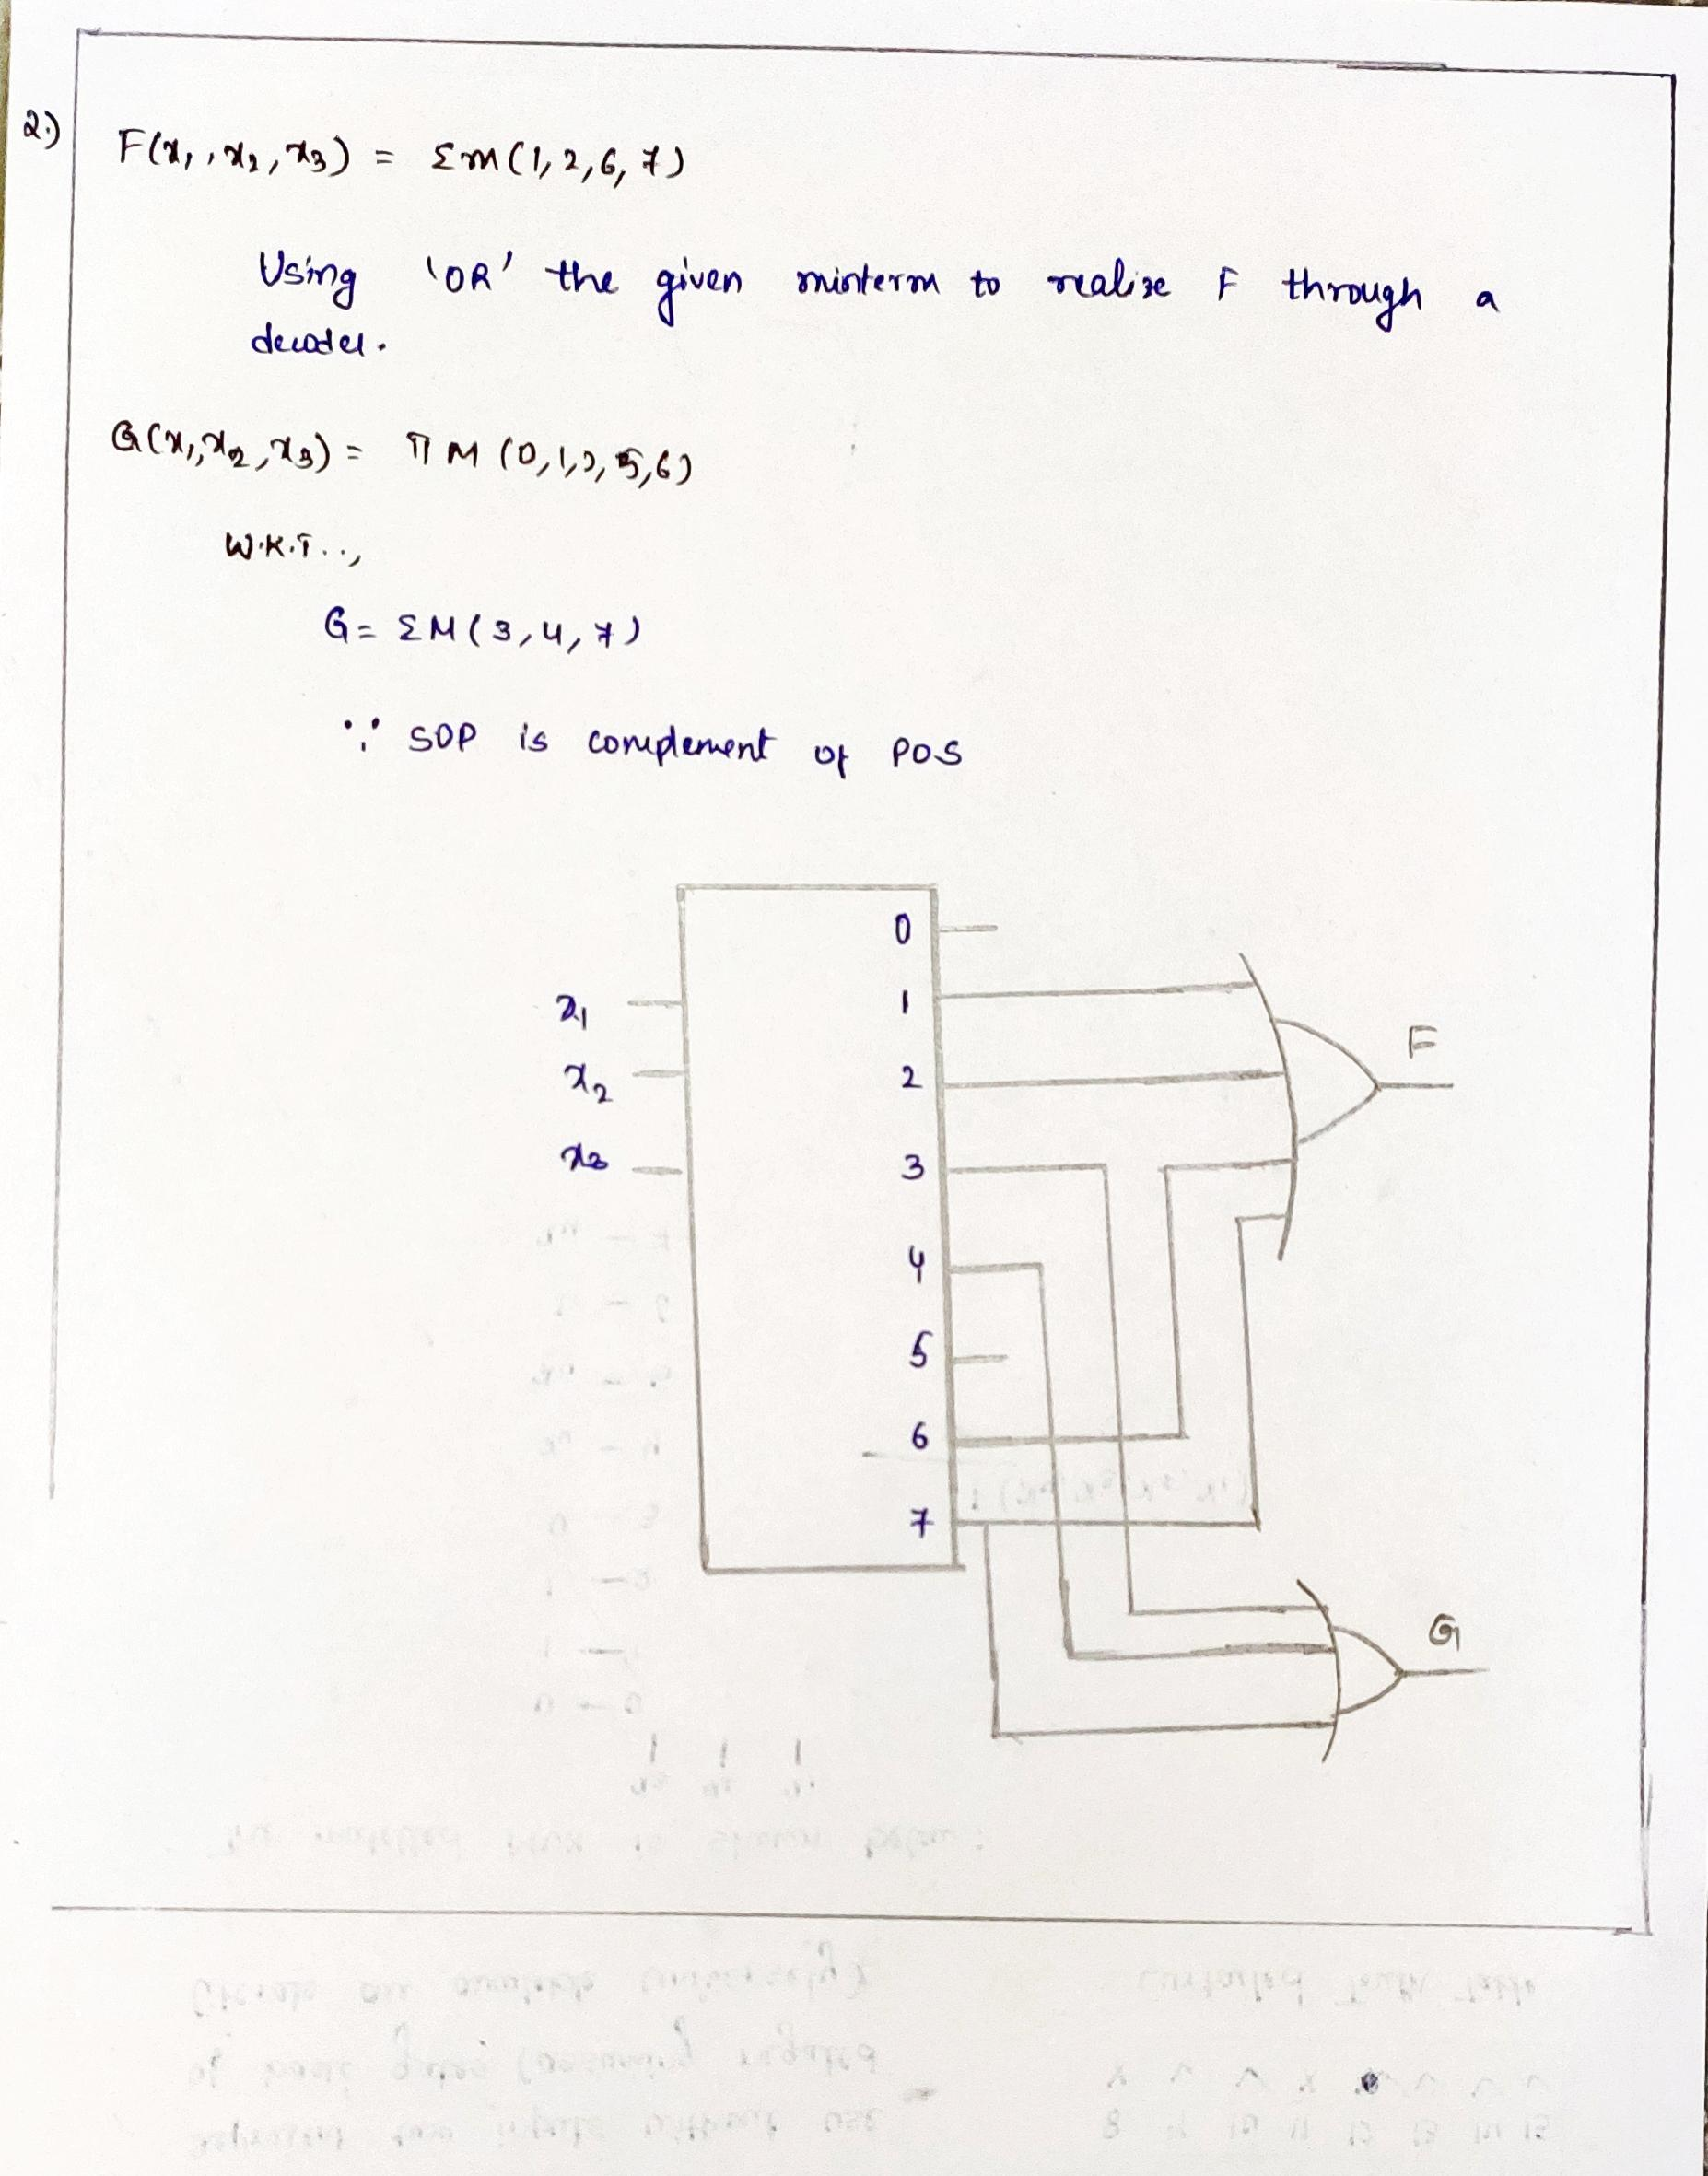 2.)
F(x₁, x₂, x₃) = Σm(1, 2, 6, 7)
Using 'OR' the given minterm to realize F through a
decoder.
G(x₁, x₂, x₃) = πM(0, 1, 2, 5, 6)
W.K.T..,
G = ΣM(3, 4, 7)
∵ SOP is complement of POS
0
x₁ 1
F
x₂ 2
x₃ 3
4
5
6
7
G